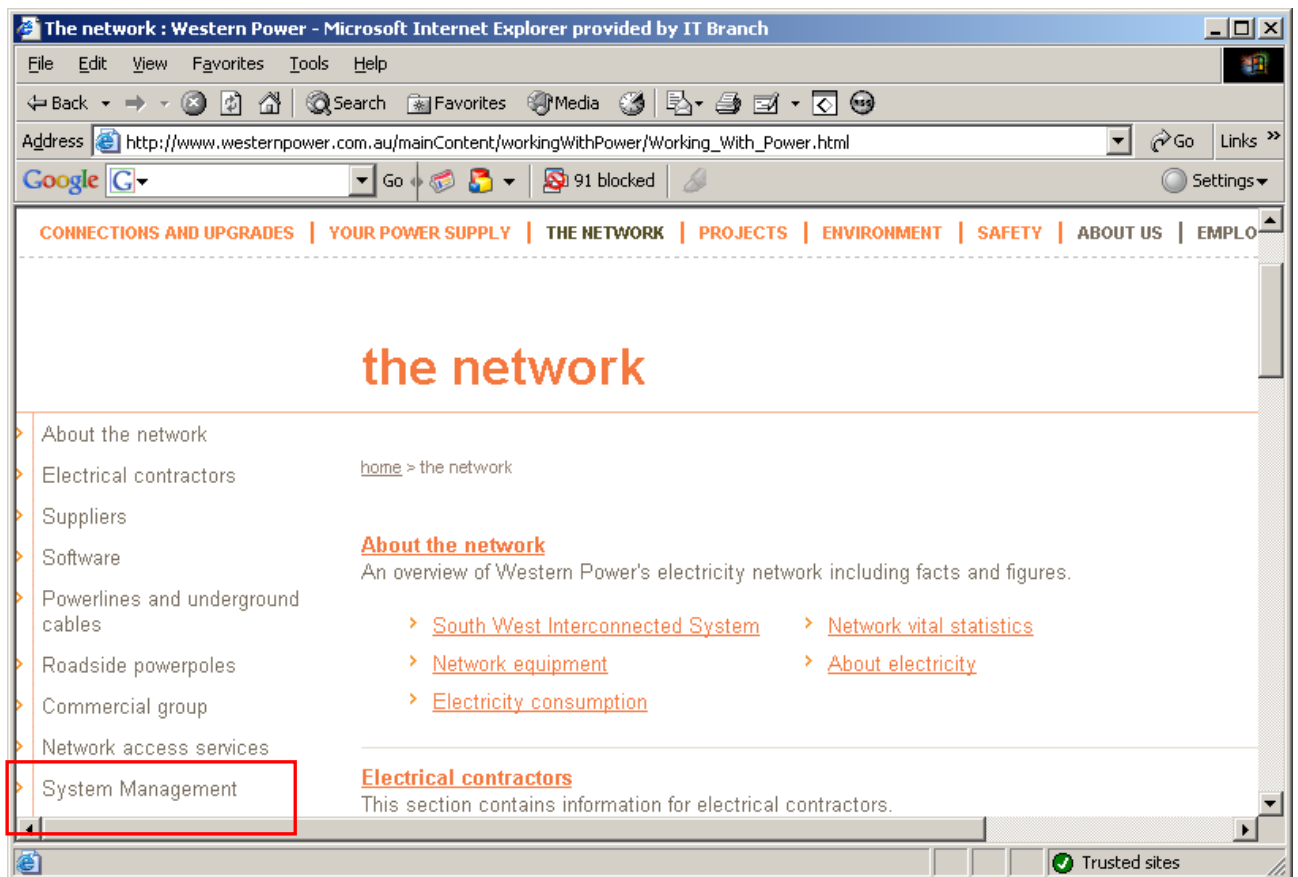 The network : Western Power - Microsoft Internet Explorer provided by IT Branch
File Edit View Favorites Tools Help
Back Search Favorites Media
Address http://www.westernpower.com.au/mainContent/workingWithPower/Working_With_Power.html Go Links »
Google G Go 91 blocked Settings
CONNECTIONS AND UPGRADES | YOUR POWER SUPPLY | THE NETWORK | PROJECTS | ENVIRONMENT | SAFETY | ABOUT US | EMPLO
the network
About the network
Electrical contractors
Suppliers
Software
Powerlines and underground
cables
Roadside powerpoles
Commercial group
Network access services
System Management
home > the network
About the network
An overview of Western Power's electricity network including facts and figures.
South West Interconnected System
Network vital statistics
Network equipment
About electricity
Electricity consumption
Electrical contractors
This section contains information for electrical contractors.
Trusted sites